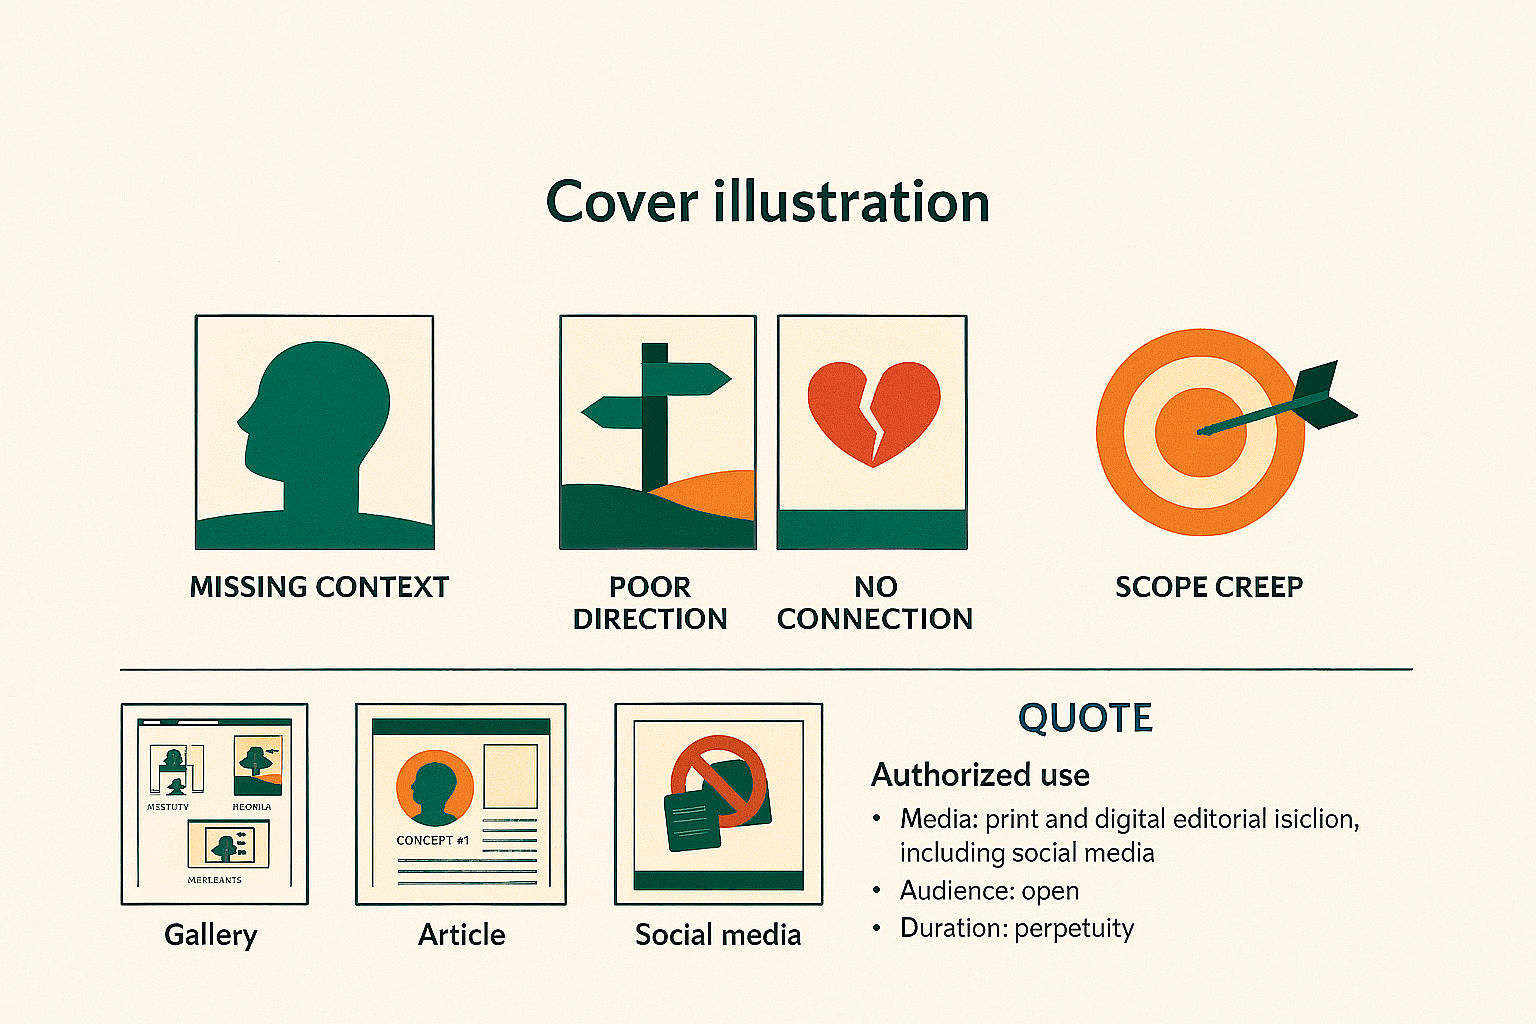 Cover illustration
MISSING CONTEXT
POOR
DIRECTION
NO
CONNECTION
SCOPE CREEP
MESTUTV
HEONILA
MERLEANTS
Gallery
CONCEPT #1
Article
Social media
QUOTE
Authorized use
• Media: print and digital editorial isiclion,
including social media
• Audience: open
• Duration: perpetuity